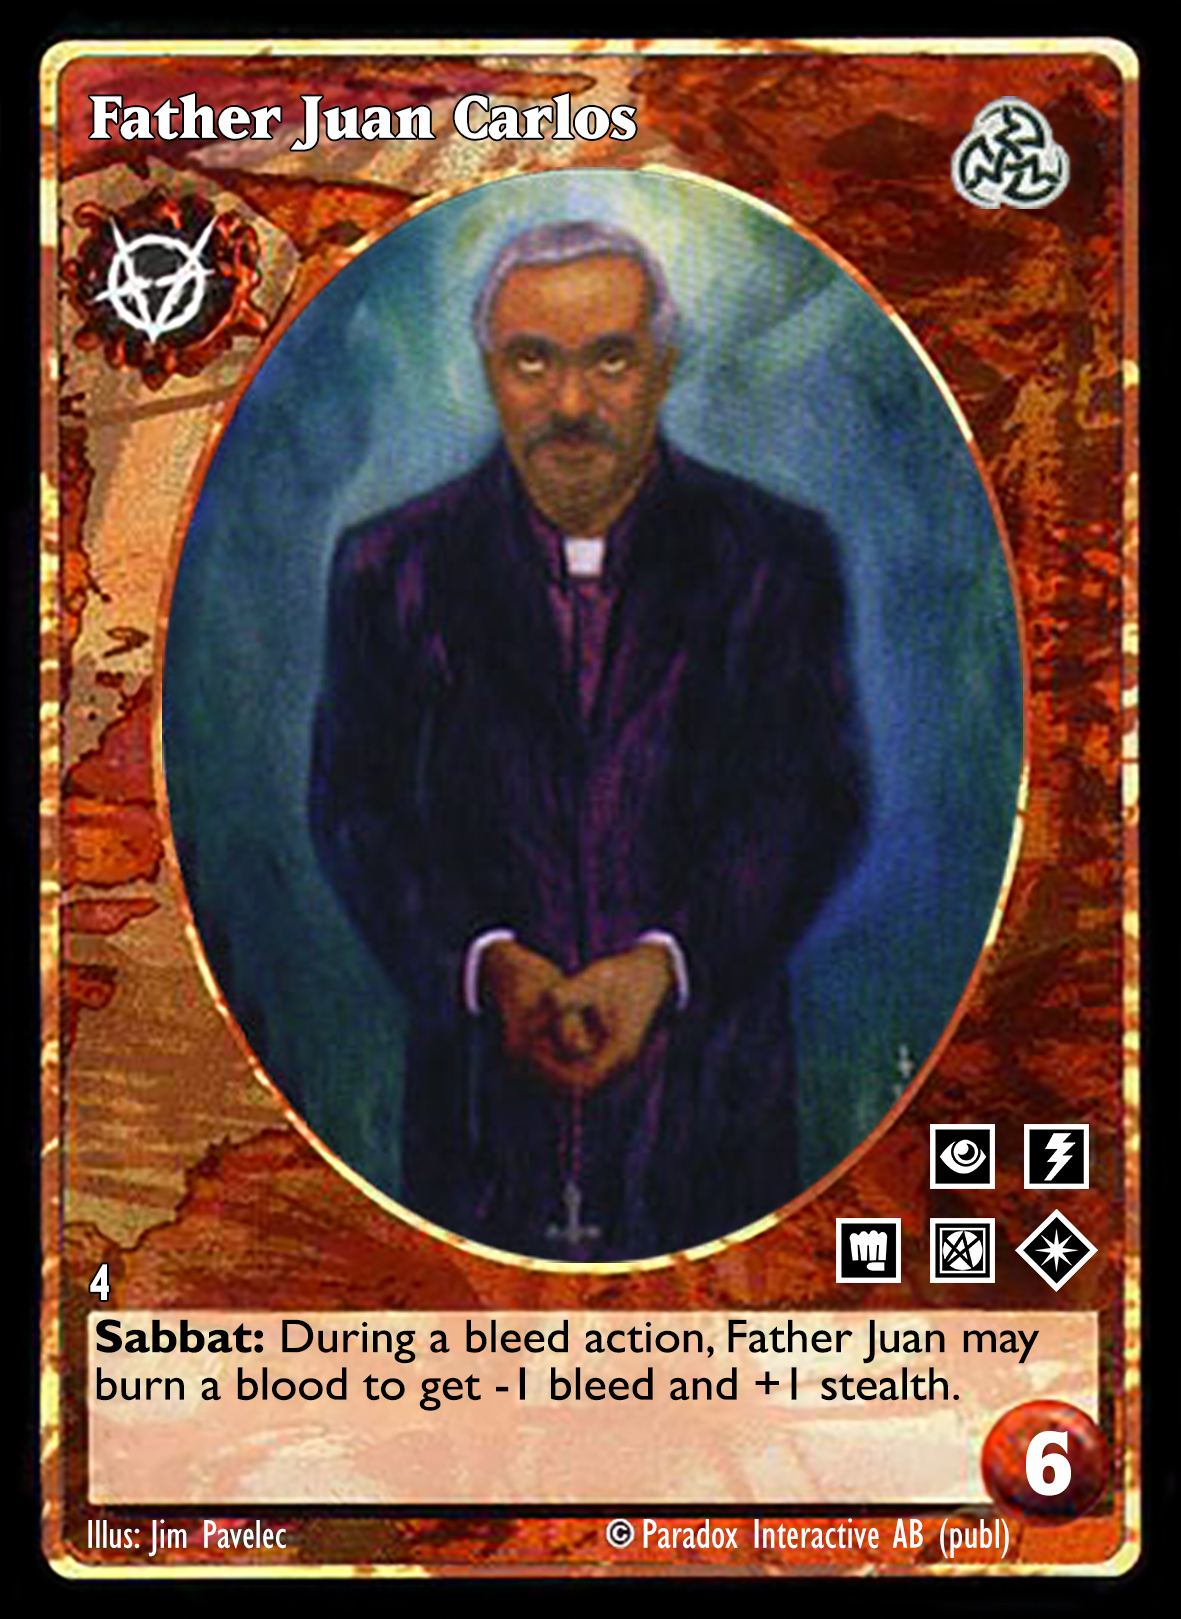 Father Juan Carlos
4
Sabbat: During a bleed action, Father Juan may
burn a blood to get -1 bleed and +1 stealth.
6
Illus: Jim Pavelec
© Paradox Interactive AB (publ)